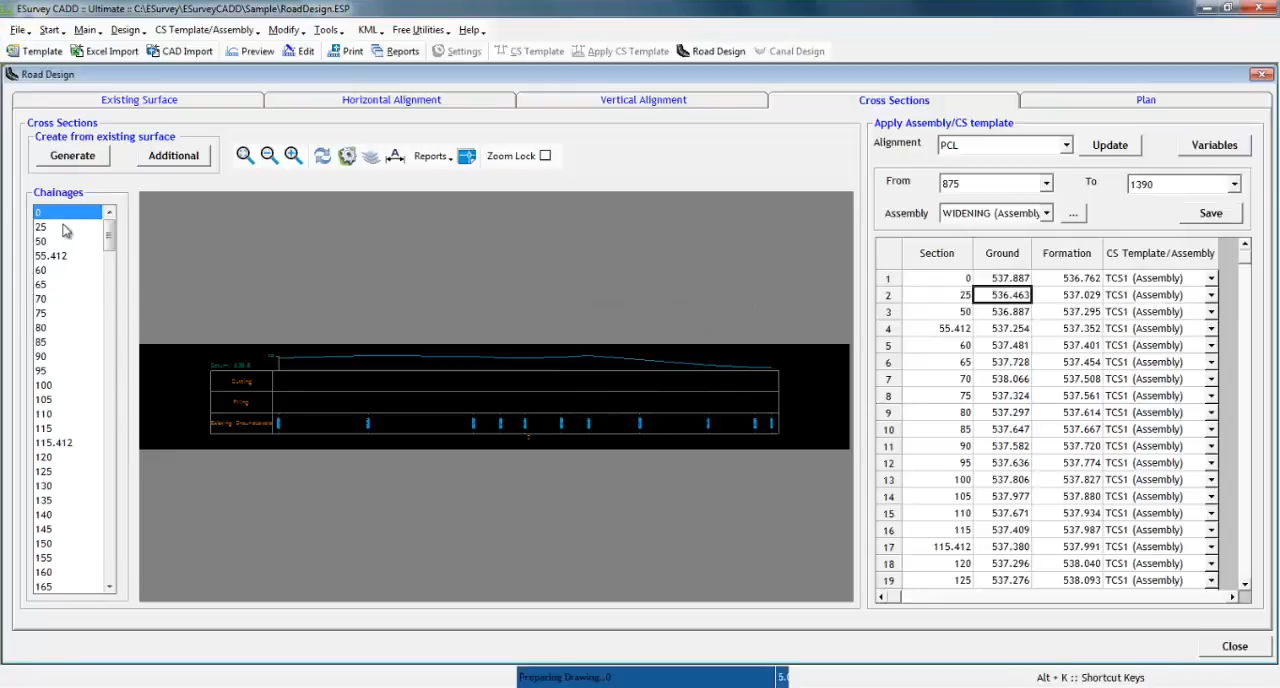 ESurvey CADD :: Ultimate :: C:\ESurvey\ESurveyCADD\Sample\RoadDesign.ESP
File Start Main Design CS Template/Assembly Modify Tools KML Free Utilities Help
Template Excel Import CAD Import Preview Edit Print Reports Settings CS Template Apply CS Template Road Design Canal Design
Road Design
Existing Surface Horizontal Alignment Vertical Alignment Cross Sections Plan
Cross Sections
Create from existing surface
Generate Additional
Reports Zoom Lock
Chainages
0
25
50
55.412
60
65
70
75
80
85
90
95
100
105
110
115
115.412
120
125
130
135
140
145
150
155
160
165
Cutting
Filling
Apply Assembly/CS template
Alignment PCL Update Variables
From 875 To 1390
Assembly WIDENING (Assembly ... Save
Section Ground Formation CS Template/Assembly
1 0 537.887 536.762 TCS1 (Assembly)
2 25 536.463 537.029 TCS1 (Assembly)
3 50 536.887 537.295 TCS1 (Assembly)
4 55.412 537.254 537.352 TCS1 (Assembly)
5 60 537.481 537.401 TCS1 (Assembly)
6 65 537.728 537.454 TCS1 (Assembly)
7 70 538.066 537.508 TCS1 (Assembly)
8 75 537.324 537.561 TCS1 (Assembly)
9 80 537.297 537.614 TCS1 (Assembly)
10 85 537.647 537.667 TCS1 (Assembly)
11 90 537.582 537.720 TCS1 (Assembly)
12 95 537.636 537.774 TCS1 (Assembly)
13 100 537.806 537.827 TCS1 (Assembly)
14 105 537.977 537.880 TCS1 (Assembly)
15 110 537.671 537.934 TCS1 (Assembly)
16 115 537.409 537.987 TCS1 (Assembly)
17 115.412 537.380 537.991 TCS1 (Assembly)
18 120 537.296 538.040 TCS1 (Assembly)
19 125 537.276 538.093 TCS1 (Assembly)
Close
Preparing Drawing..0 5.0
Alt + K :: Shortcut Keys